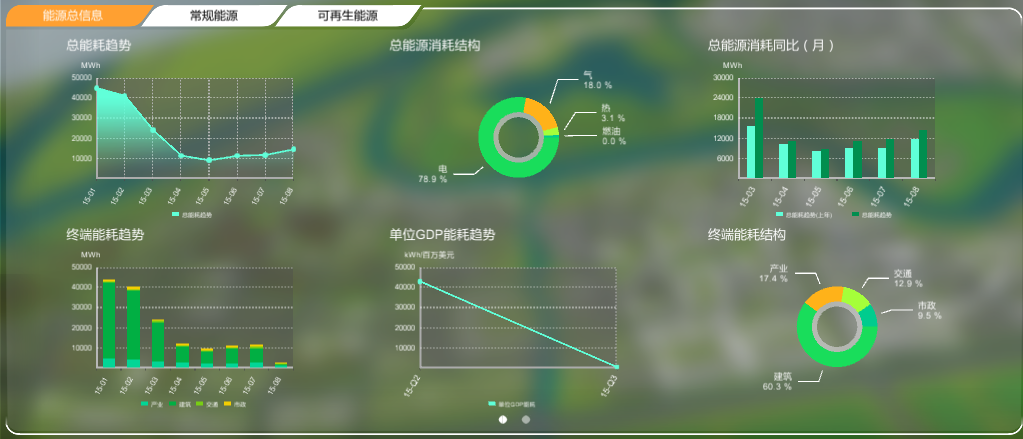 能源总信息
常规能源
可再生能源
总能耗趋势
MWh
50000
40000
30000
20000
10000
15-01
15-02
15-03
15-04
15-05
15-06
15-07
15-08
总能耗趋势
总能源消耗结构
气
18.0 %
热
3.1 %
燃油
0.0 %
电
78.9 %
总能源消耗同比（月）
MWh
30000
24000
18000
12000
6000
15-03
15-04
15-05
15-06
15-07
15-08
总能耗趋势(上年)
总能耗趋势
终端能耗趋势
MWh
50000
40000
30000
20000
10000
15-01
15-02
15-03
15-04
15-05
15-06
15-07
15-08
产业
建筑
交通
市政
单位GDP能耗趋势
kWh/百万美元
50000
40000
30000
20000
10000
15-Q2
15-Q3
单位GDP能耗
终端能耗结构
产业
17.4 %
交通
12.9 %
市政
9.5 %
建筑
60.3 %